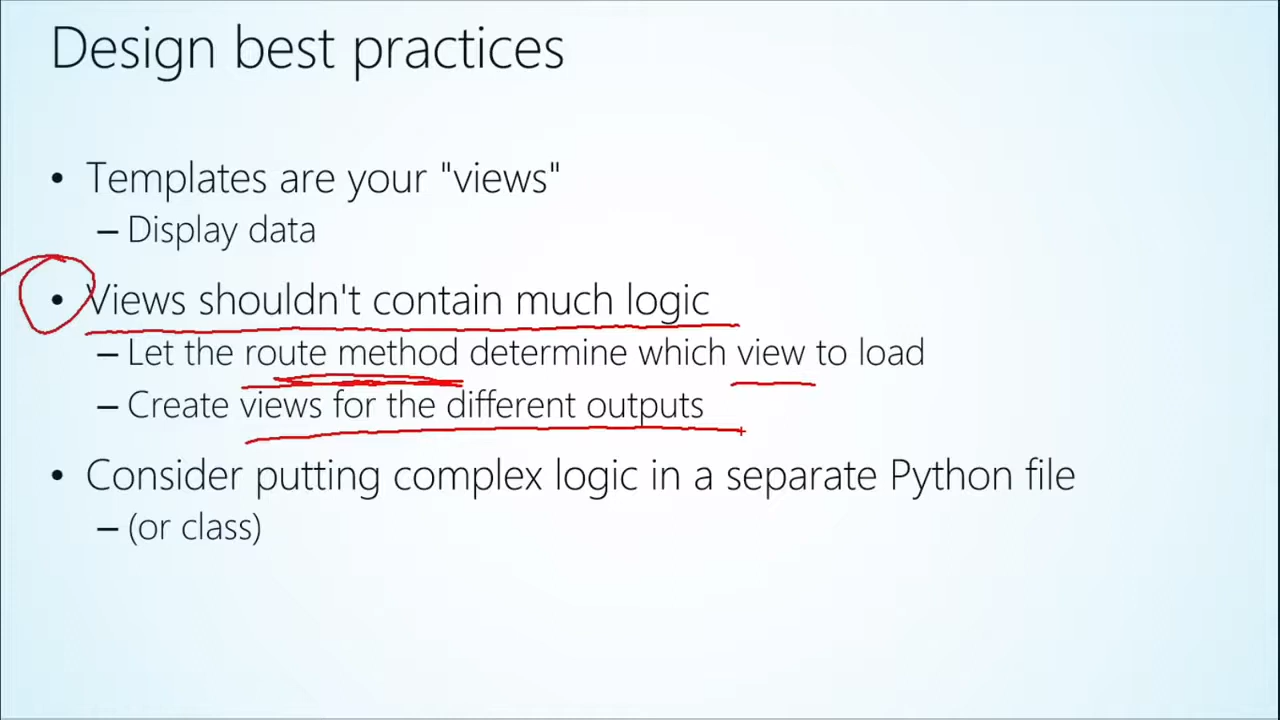 Design best practices
• Templates are your "views"
– Display data
• Views shouldn't contain much logic
– Let the route method determine which view to load
– Create views for the different outputs
• Consider putting complex logic in a separate Python file
– (or class)